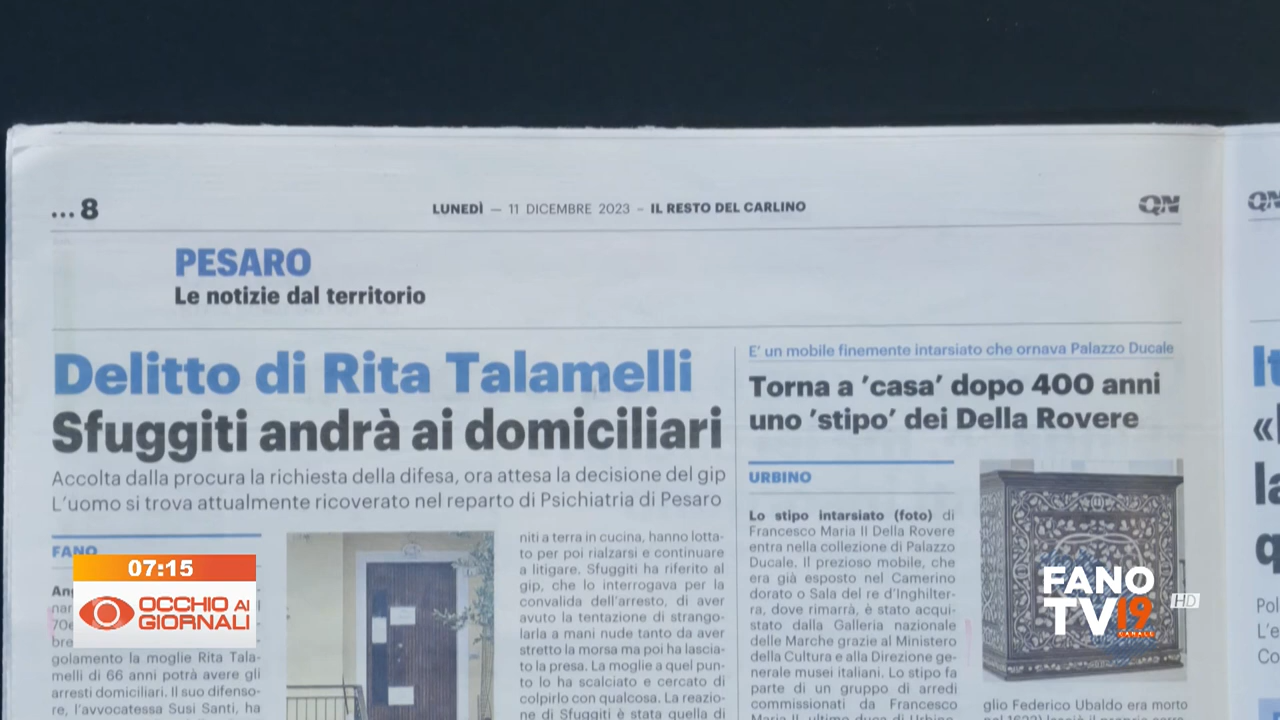 ... 8
LUNEDÌ — 11 DICEMBRE 2023 – IL RESTO DEL CARLINO
QN
QN
PESARO
Le notizie dal territorio
Delitto di Rita Talamelli
Sfuggiti andrà ai domiciliari
Accolta dalla procura la richiesta della difesa, ora attesa la decisione del gip
L'uomo si trova attualmente ricoverato nel reparto di Psichiatria di Pesaro
FANO
golamento la moglie Rita Tala-
melli di 66 anni potrà avere gli
arresti domiciliari. Il suo difenso-
re, l'avvocatessa Susi Santi, ha
niti a terra in cucina, hanno lotta-
to per poi rialzarsi e continuare
a litigare. Sfuggiti ha riferito al
gip, che lo interrogava per la
convalida dell'arresto, di aver
avuto la tentazione di strango-
larla a mani nude tanto da aver
stretto la morsa ma poi ha lascia-
to la presa. La moglie a quel pun-
to lo ha scalciato e cercato di
colpirlo con qualcosa. La reazio-
ne di Sfuggiti è stata quella di
E' un mobile finemente intarsiato che ornava Palazzo Ducale
Torna a 'casa' dopo 400 anni
uno 'stipo' dei Della Rovere
URBINO
Lo stipo intarsiato (foto) di
Francesco Maria II Della Rovere
entra nella collezione di Palazzo
Ducale. Il prezioso mobile, che
era già esposto nel Camerino
dorato o Sala del re d'Inghilter-
ra, dove rimarrà, è stato acqui-
stato dalla Galleria nazionale
delle Marche grazie al Ministero
della Cultura e alla Direzione ge-
nerale musei italiani. Lo stipo fa
parte di un gruppo di arredi
commissionati da Francesco
Maria II, ultimo duca di Urbino
glio Federico Ubaldo era morto
07:15
OCCHIO AI
GIORNALI
FANO
TV19
CANALE
HD